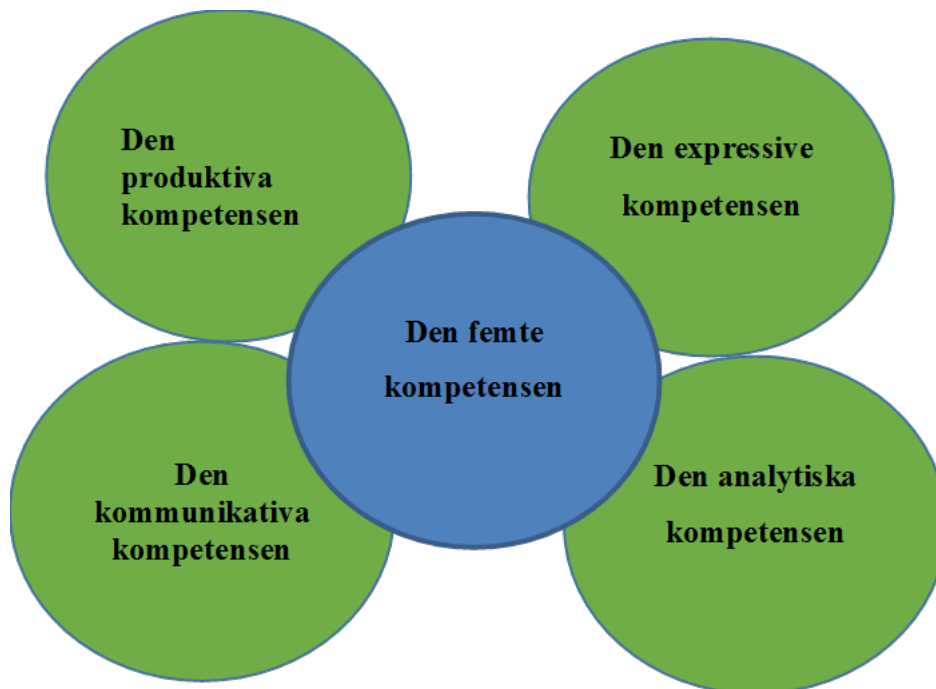 Den
produktiva
kompetensen
Den expressive
kompetensen
Den femte
kompetensen
Den
kommunikativa
kompetensen
Den analytiska
kompetensen